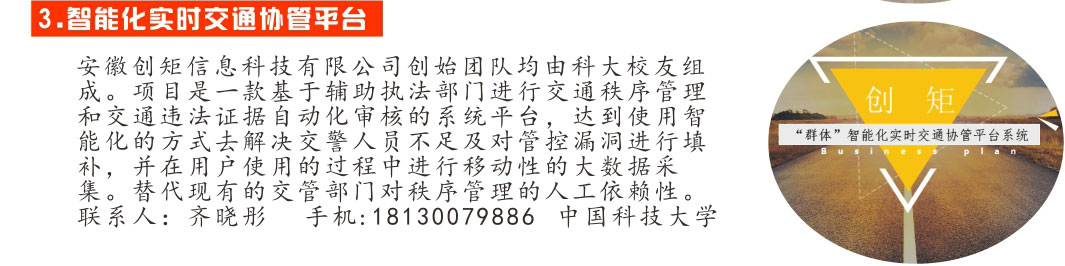 3.智能化实时交通协管平台
安徽创矩信息科技有限公司创始团队均由科大校友组
成。项目是一款基于辅助执法部门进行交通秩序管理
和交通违法证据自动化审核的系统平台，达到使用智
能化的方式去解决交警人员不足及对管控漏洞进行填
补，并在用户使用的过程中进行移动性的大数据采
集。替代现有的交管部门对秩序管理的人工依赖性。
联系人：齐晓彤 手机:18130079886 中国科技大学
创 矩
“群体”智能化实时交通协管平台系统
Business plan